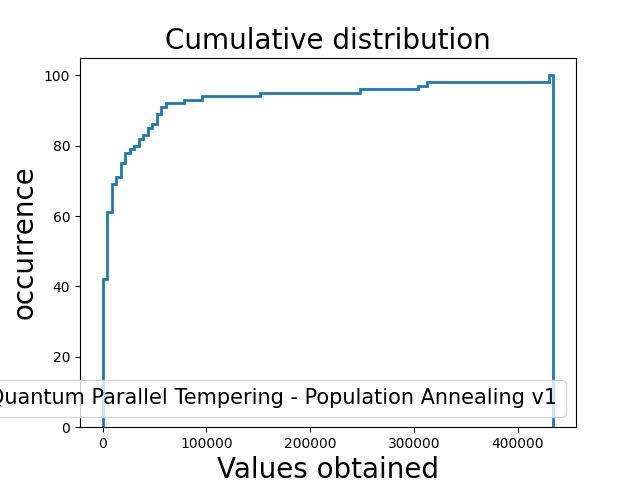 Cumulative distribution
occurrence
100
80
60
40
20
0
Parallel Tempering - Population Annealing v1
0 100000 200000 300000 400000
Values obtained